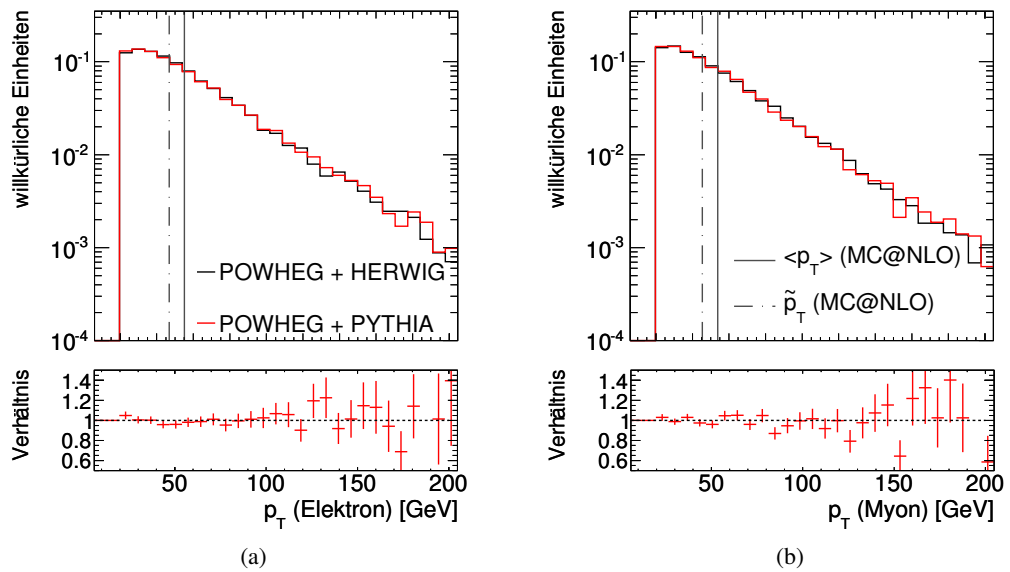 willkürliche Einheiten
10⁻¹
10⁻²
10⁻³
10⁻⁴
POWHEG + HERWIG
POWHEG + PYTHIA
Verhältnis
1.4
1.2
1
0.8
0.6
50 100 150 200
p_T (Elektron) [GeV]
(a)
willkürliche Einheiten
10⁻¹
10⁻²
10⁻³
10⁻⁴
<p_T> (MC@NLO)
p̃_T (MC@NLO)
Verhältnis
1.4
1.2
1
0.8
0.6
50 100 150 200
p_T (Myon) [GeV]
(b)